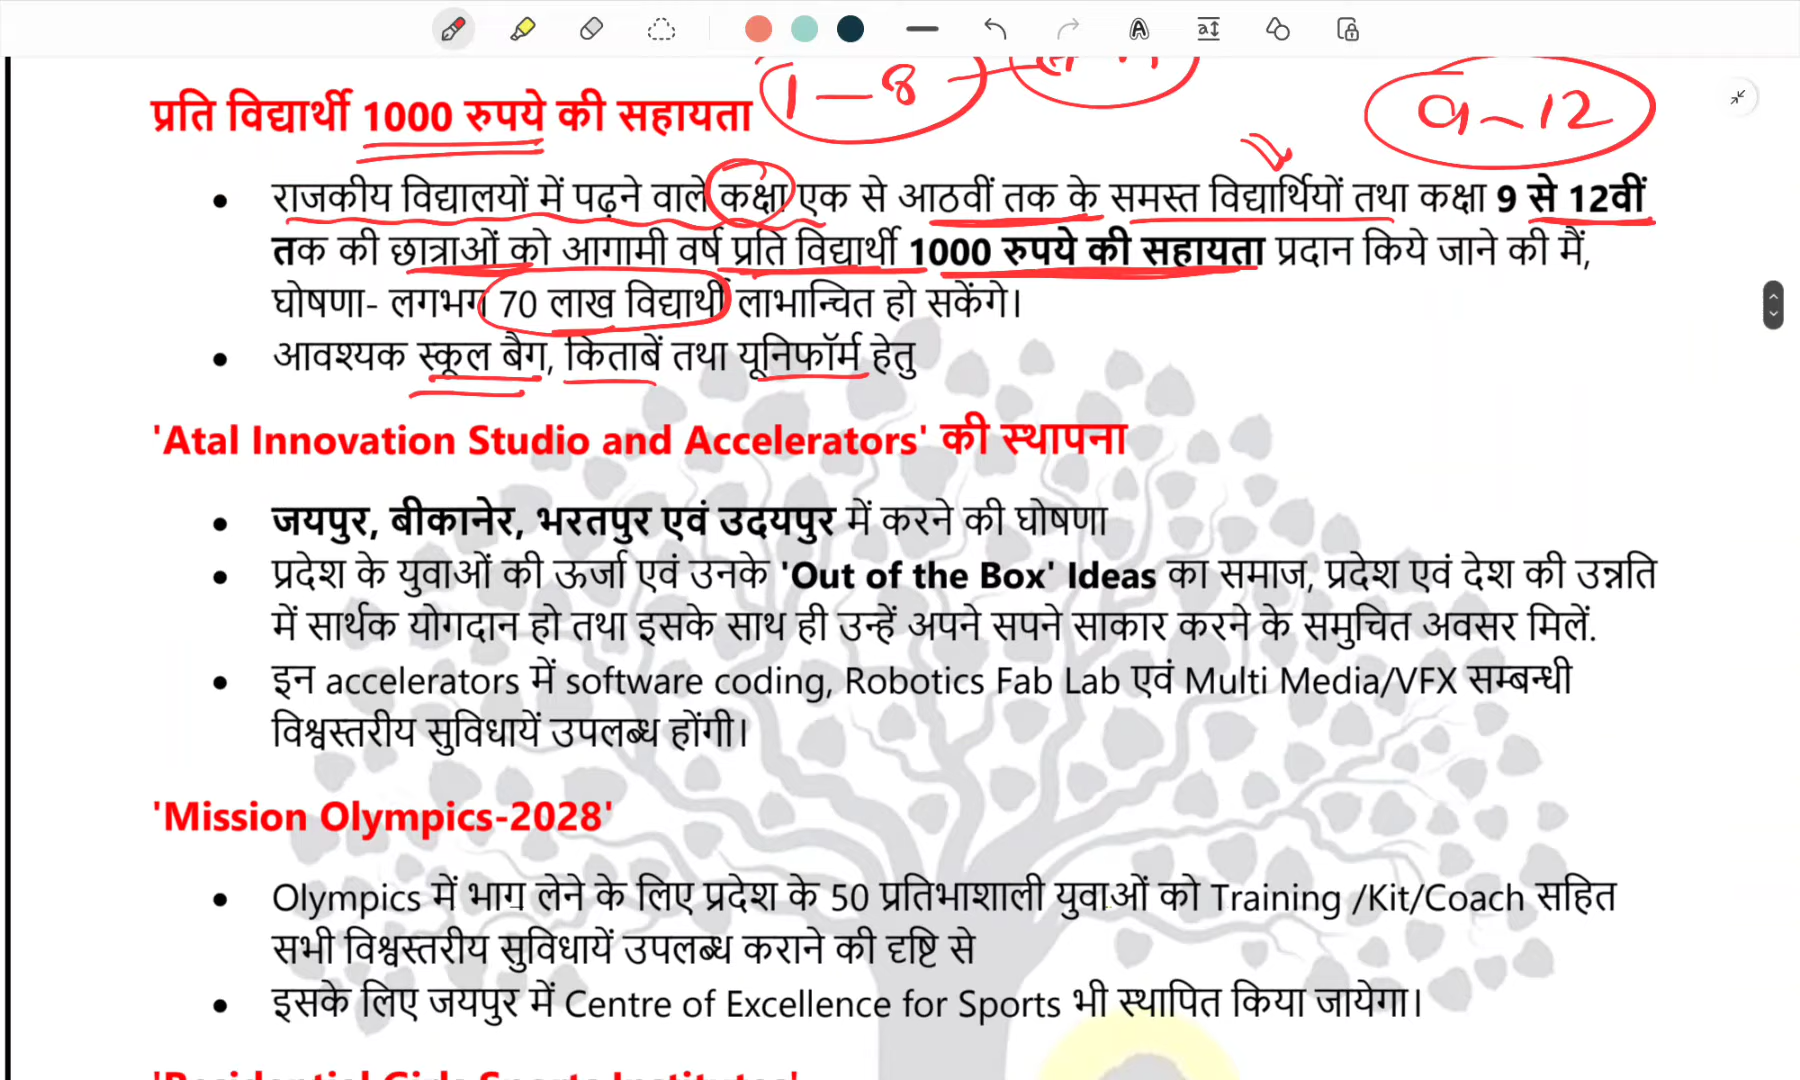 1-8
9-12
प्रति विद्यार्थी 1000 रुपये की सहायता
• राजकीय विद्यालयों में पढ़ने वाले कक्षा एक से आठवीं तक के समस्त विद्यार्थियों तथा कक्षा 9 से 12वीं
तक की छात्राओं को आगामी वर्ष प्रति विद्यार्थी 1000 रुपये की सहायता प्रदान किये जाने की मैं,
घोषणा- लगभग 70 लाख विद्यार्थी लाभान्वित हो सकेंगे।
• आवश्यक स्कूल बैग, किताबें तथा यूनिफॉर्म हेतु
'Atal Innovation Studio and Accelerators' की स्थापना
• जयपुर, बीकानेर, भरतपुर एवं उदयपुर में करने की घोषणा
• प्रदेश के युवाओं की ऊर्जा एवं उनके 'Out of the Box' Ideas का समाज, प्रदेश एवं देश की उन्नति
में सार्थक योगदान हो तथा इसके साथ ही उन्हें अपने सपने साकार करने के समुचित अवसर मिलें.
• इन accelerators में software coding, Robotics Fab Lab एवं Multi Media/VFX सम्बन्धी
विश्वस्तरीय सुविधायें उपलब्ध होंगी।
'Mission Olympics-2028'
• Olympics में भाग लेने के लिए प्रदेश के 50 प्रतिभाशाली युवाओं को Training /Kit/Coach सहित
सभी विश्वस्तरीय सुविधायें उपलब्ध कराने की दृष्टि से
• इसके लिए जयपुर में Centre of Excellence for Sports भी स्थापित किया जायेगा।
'Residential Girls Sports Institutes'